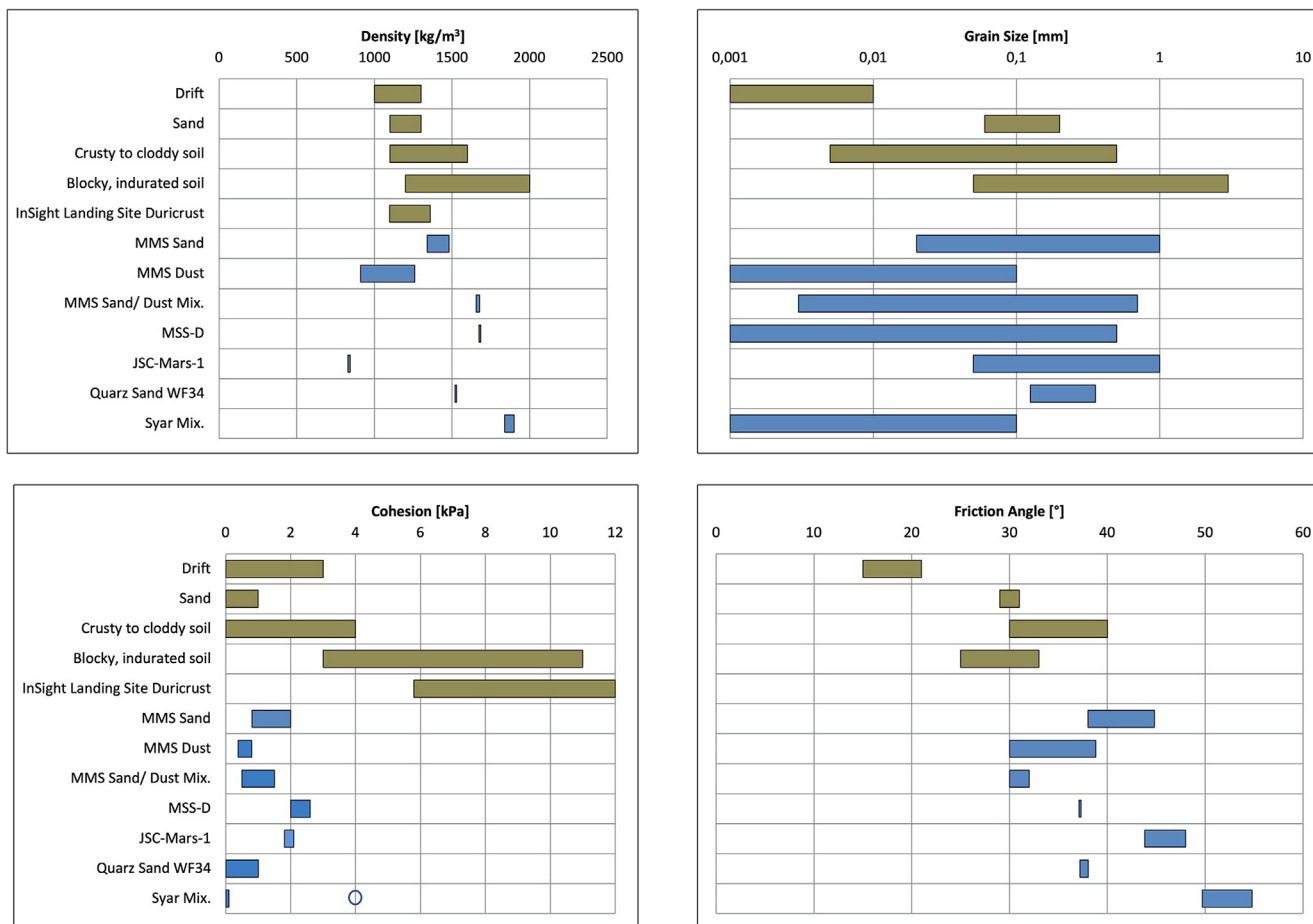 Density [kg/m³]
0 500 1000 1500 2000 2500
Drift
Sand
Crusty to cloddy soil
Blocky, indurated soil
InSight Landing Site Duricrust
MMS Sand
MMS Dust
MMS Sand/ Dust Mix.
MSS-D
JSC-Mars-1
Quarz Sand WF34
Syar Mix.
Grain Size [mm]
0,001 0,01 0,1 1 10
Cohesion [kPa]
0 2 4 6 8 10 12
Drift
Sand
Crusty to cloddy soil
Blocky, indurated soil
InSight Landing Site Duricrust
MMS Sand
MMS Dust
MMS Sand/ Dust Mix.
MSS-D
JSC-Mars-1
Quarz Sand WF34
Syar Mix.
Friction Angle [°]
0 10 20 30 40 50 60